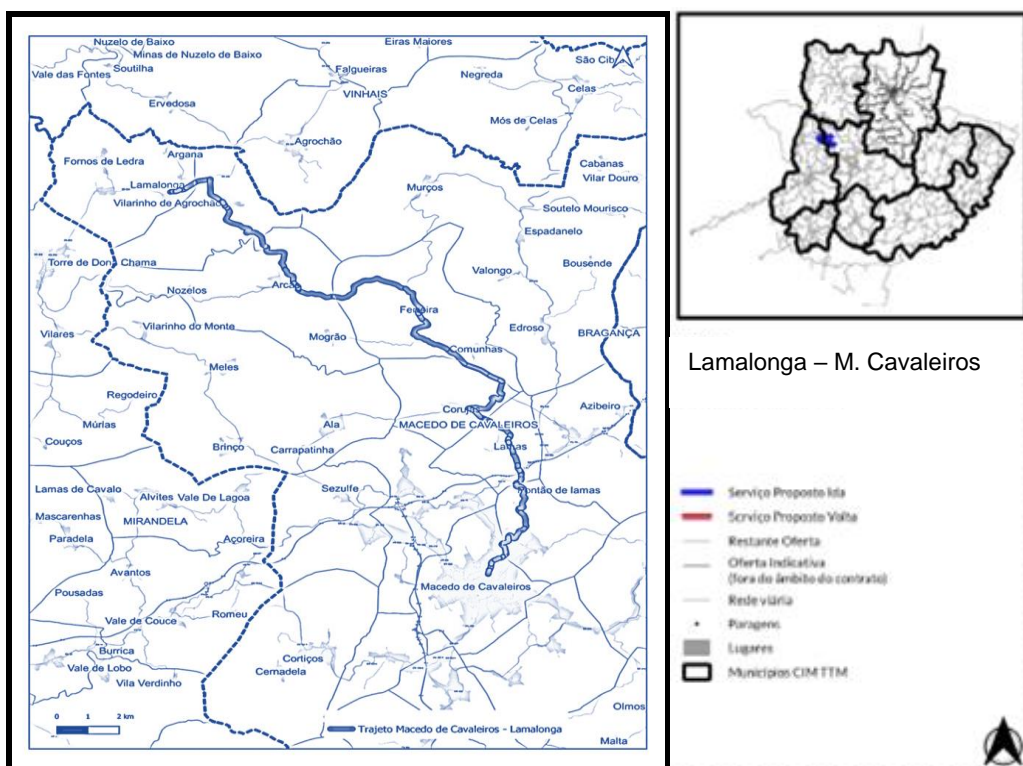 Nuzelo de Baixo
Eiras Maiores
Minas de Nuzelo de Baixo
São Cib
Vale das Fontes
Soutilha
Falgueiras
Negreda
VINHAIS
Celas
Ervedosa
Mós de Celas
Agrochão
Fornos de Ledra
Argana
Cabanas
Vilar Douro
Lamalonga
Murços
Vilarinho de Agrochão
Soutelo Mourisco
Espadanelo
Torre de Don Chama
Bousende
Valongo
Nozelos
Arcas
Ferreira
Vilares
Vilarinho do Monte
Mogrão
Edroso
BRAGANÇA
Comunhas
Meles
Regodeiro
Corujas
Azibeiro
Múrlas
Ala
MACEDO DE CAVALEIROS
Couços
Brinço
Carrapatinha
Lamas
Lamas de Cavalo
Alvites
Vale De Lagoa
Sezulfe
Pontão de lamas
Mascarenhas
MIRANDELA
Paradela
Açoreira
Avantos
Macedo de Cavaleiros
Pousadas
Vale de Couce
Romeu
Burrica
Cortiços
Vale de Lobo
Cernadela
Vila Verdinho
Olmos
0 1 2 km
Trajeto Macedo de Cavaleiros - Lamalonga
Malta
Lamalonga – M. Cavaleiros
Serviço Proposto Ida
Serviço Proposto Volta
Restante Oferta
Oferta Indicativa
(fora do âmbito do contrato)
Rede viária
Paragens
Lugares
Municípios CIM TTM